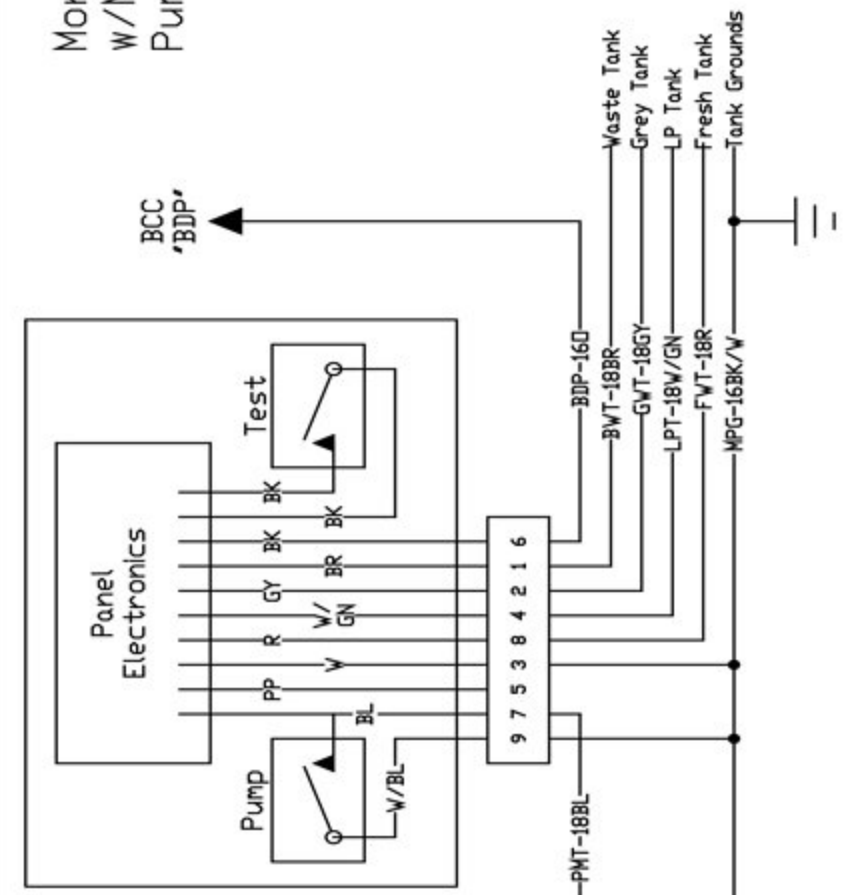 BCC
'BDP'
Waste Tank
Grey Tank
LP Tank
Fresh Tank
Tank Grounds
BDP-16O
BWT-18BR
GWT-18GY
LPT-18W/GN
FWT-18R
MPG-16BK/W
Test
Panel
Electronics
BK
BK
BK
BR
GY
W/
GN
R
W
PP
BL
W/BL
Pump
6
1
2
4
8
3
5
7
9
PMT-18BL